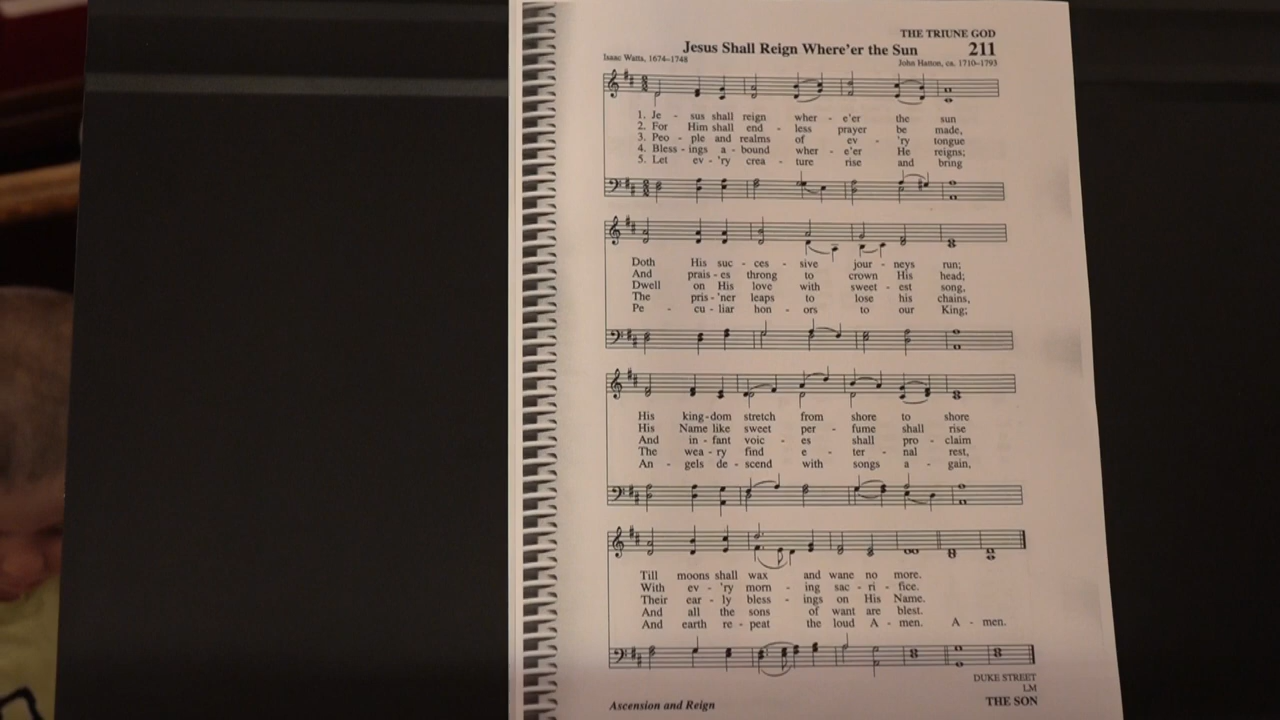 THE TRIUNE GOD
Jesus Shall Reign Where'er the Sun 211
Isaac Watts, 1674–1748 John Hatton, ca. 1710–1793
1. Je - sus shall reign wher - e'er the sun
2. For Him shall end - less prayer be made,
3. Peo - ple and realms of ev - 'ry tongue
4. Bless - ings a - bound wher - e'er He reigns;
5. Let ev - 'ry crea - ture rise and bring
Doth His suc - ces - sive jour - neys run;
And prais - es throng to crown His head;
Dwell on His love with sweet - est song,
The pris - 'ner leaps to lose his chains,
Pe - cu - liar hon - ors to our King;
His king - dom stretch from shore to shore
His Name like sweet per - fume shall rise
And in - fant voic - es shall pro - claim
The wea - ry find e - ter - nal rest,
An - gels de - scend with songs a - gain,
Till moons shall wax and wane no more.
With ev - 'ry morn - ing sac - ri - fice.
Their ear - ly bless - ings on His Name.
And all the sons of want are blest.
And earth re - peat the loud A - men. A - men.
DUKE STREET
LM
Ascension and Reign THE SON